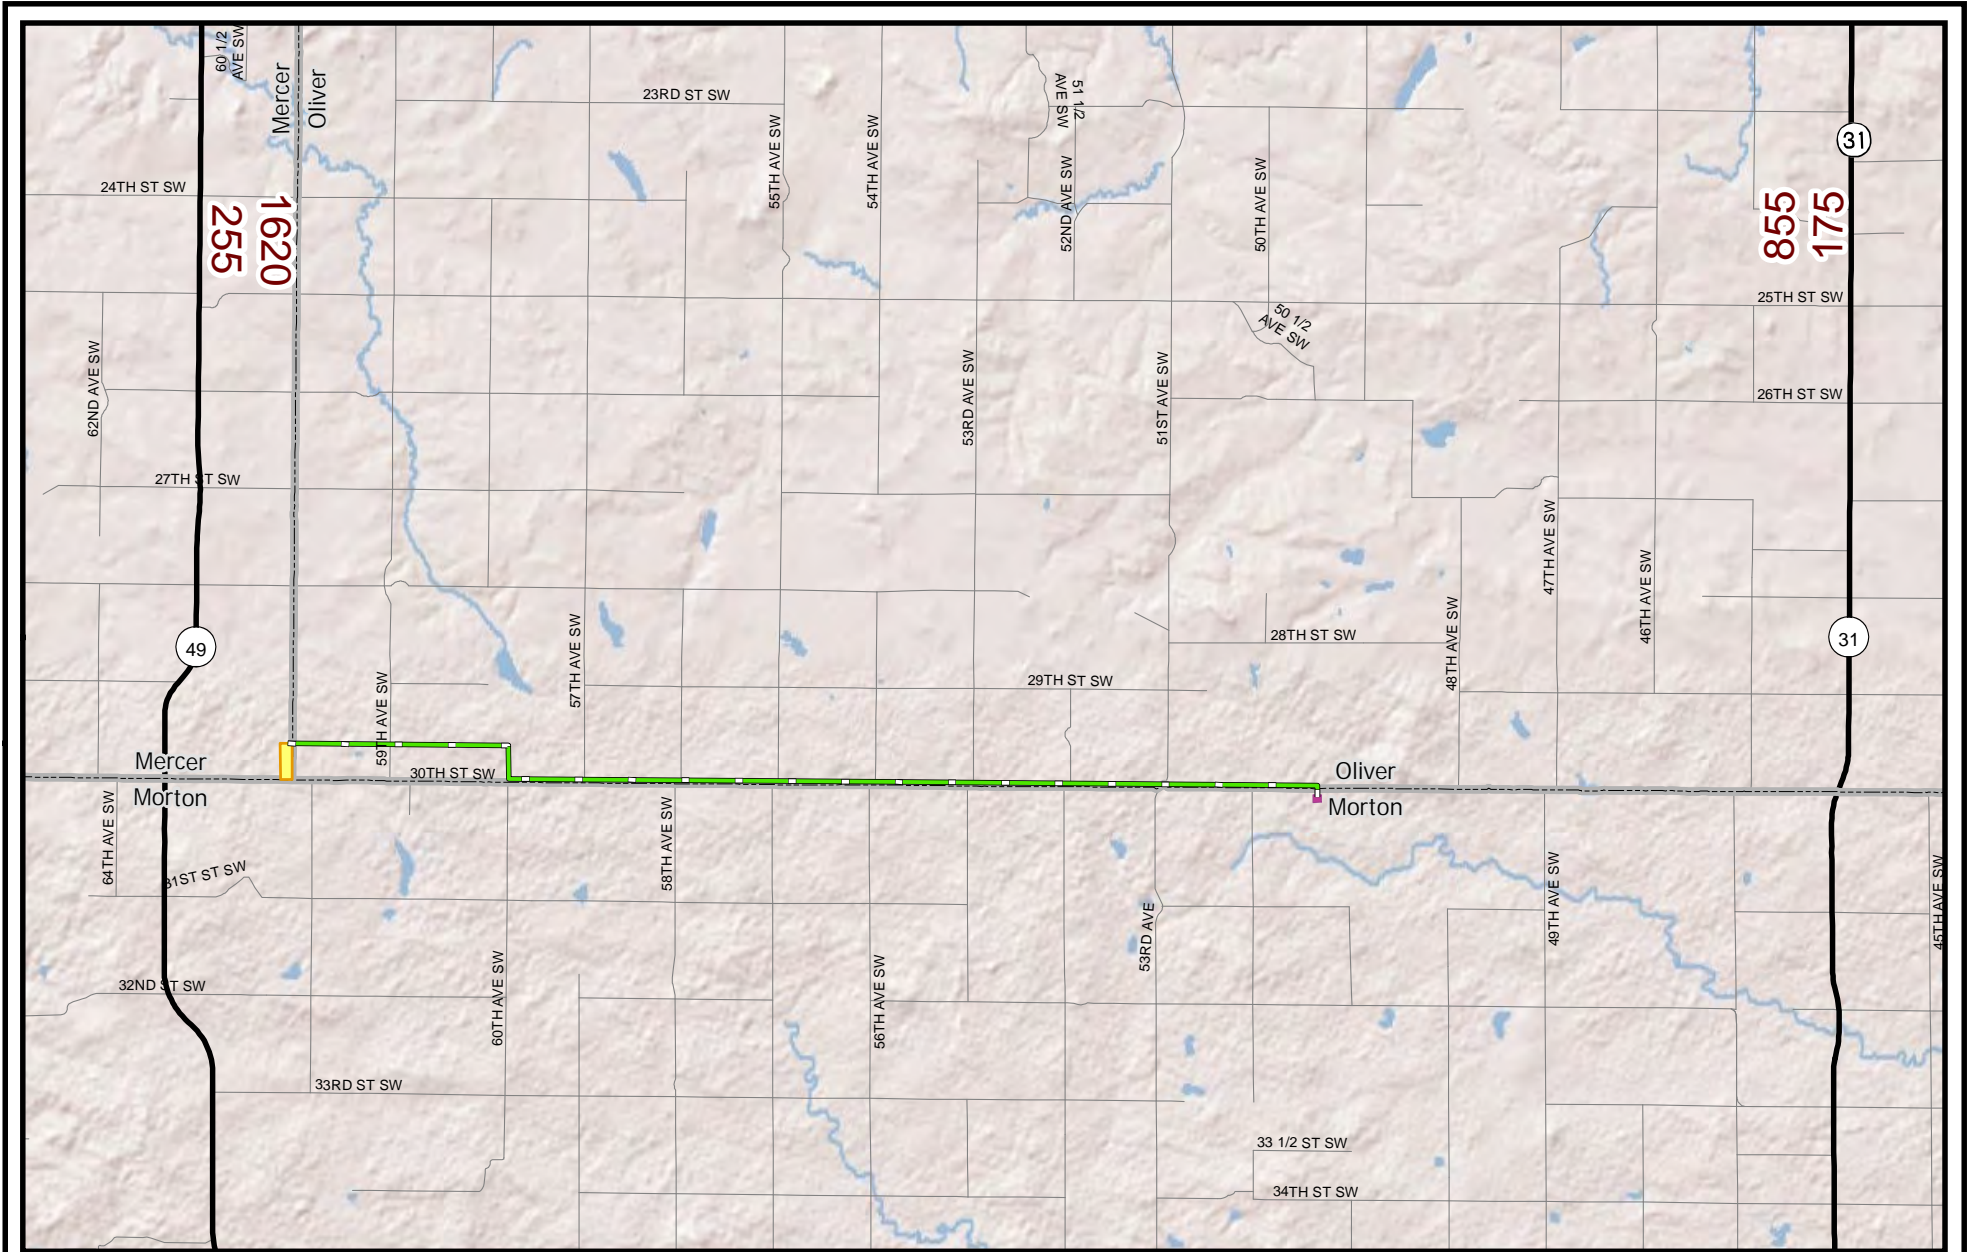 60 1/2
AVE SW
Mercer
Oliver
23RD ST SW
51 1/2
AVE SW
31
55TH AVE SW
54TH AVE SW
52ND AVE SW
50TH AVE SW
24TH ST SW
1620
255
855
175
25TH ST SW
50 1/2
AVE SW
62ND AVE SW
53RD AVE SW
51ST AVE SW
26TH ST SW
27TH ST SW
47TH AVE SW
46TH AVE SW
48TH AVE SW
57TH AVE SW
28TH ST SW
31
49
29TH ST SW
59TH AVE SW
Mercer
Morton
30TH ST SW
Oliver
Morton
64TH AVE SW
58TH AVE SW
31ST ST SW
53RD AVE
49TH AVE SW
45TH AVE SW
32ND ST SW
60TH AVE SW
56TH AVE SW
33RD ST SW
33 1/2 ST SW
34TH ST SW